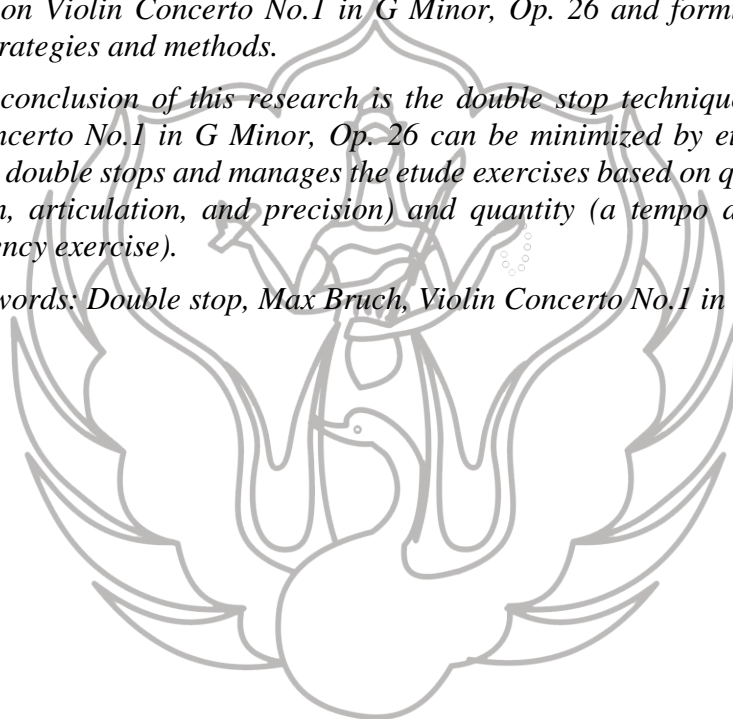 on Violin Concerto No.1 in G Minor, Op. 26 and form
rategies and methods.
conclusion of this research is the double stop technique
ncerto No.1 in G Minor, Op. 26 can be minimized by et
double stops and manages the etude exercises based on q
n, articulation, and precision) and quantity (a tempo a
ency exercise).
words: Double stop, Max Bruch, Violin Concerto No.1 in